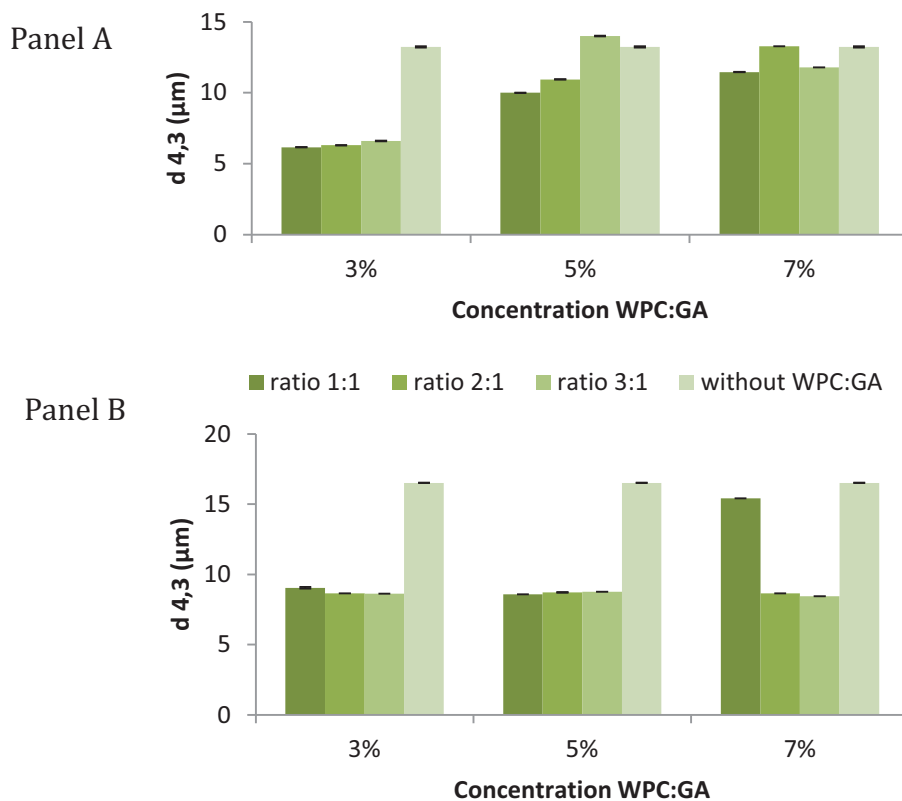 Panel A
15
10
5
0
d 4,3 (µm)
3% 5% 7%
Concentration WPC:GA
ratio 1:1 ratio 2:1 ratio 3:1 without WPC:GA
Panel B
20
15
10
5
0
d 4,3 (µm)
3% 5% 7%
Concentration WPC:GA